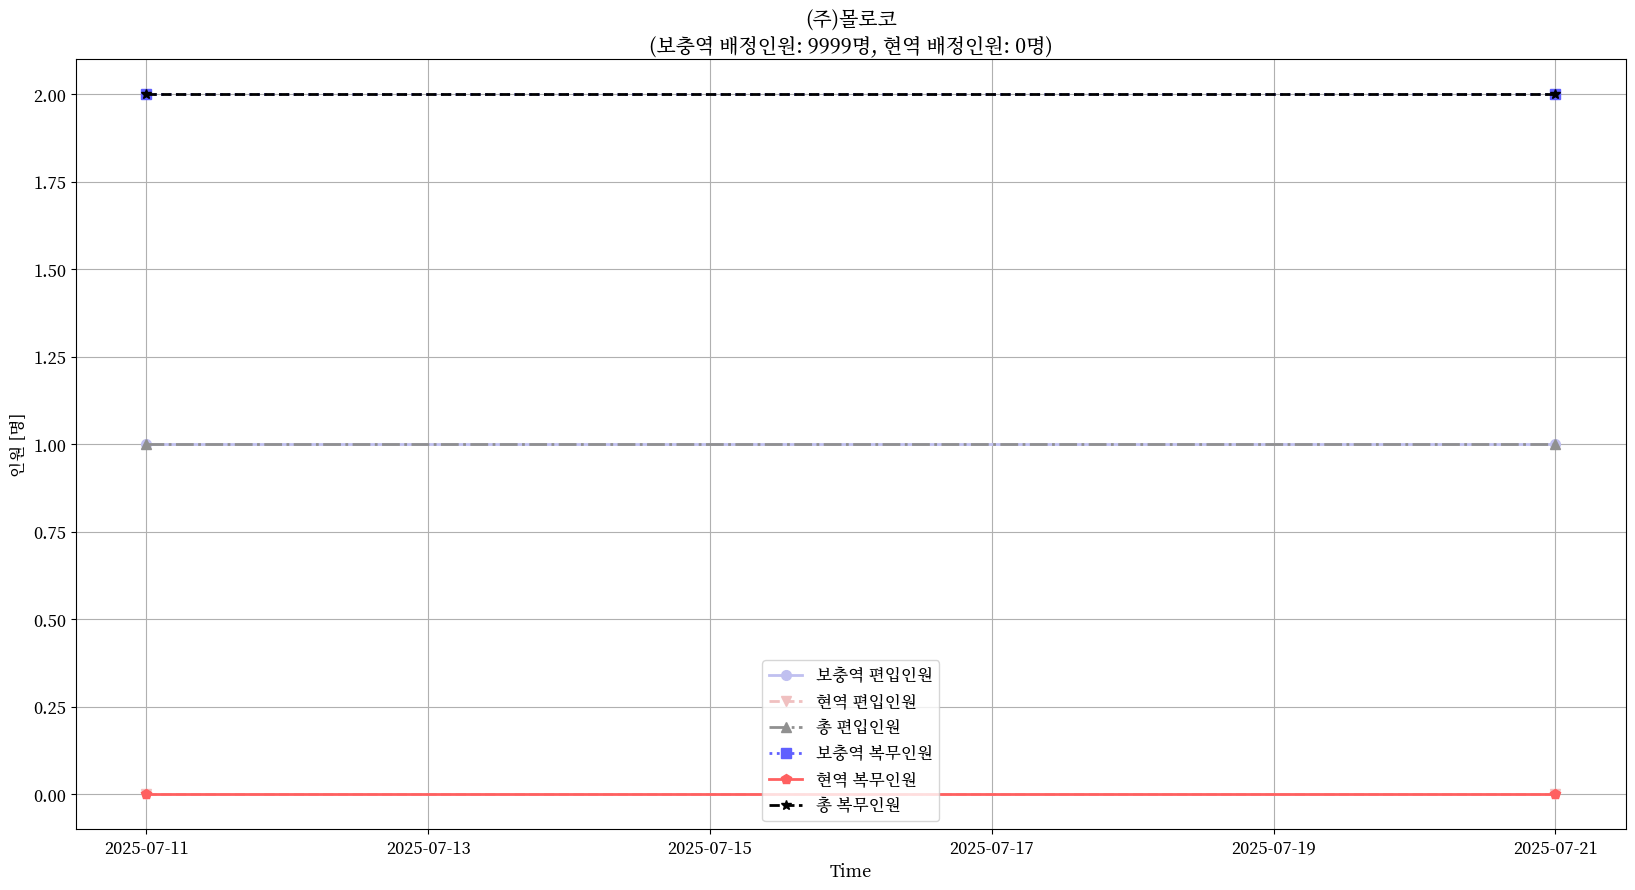 (주)몰로코
(보충역 배정인원: 9999명, 현역 배정인원: 0명)
인원 [명]
2.00
1.75
1.50
1.25
1.00
0.75
0.50
0.25
0.00
보충역 편입인원
현역 편입인원
총 편입인원
보충역 복무인원
현역 복무인원
총 복무인원
2025-07-11
2025-07-13
2025-07-15
2025-07-17
2025-07-19
2025-07-21
Time